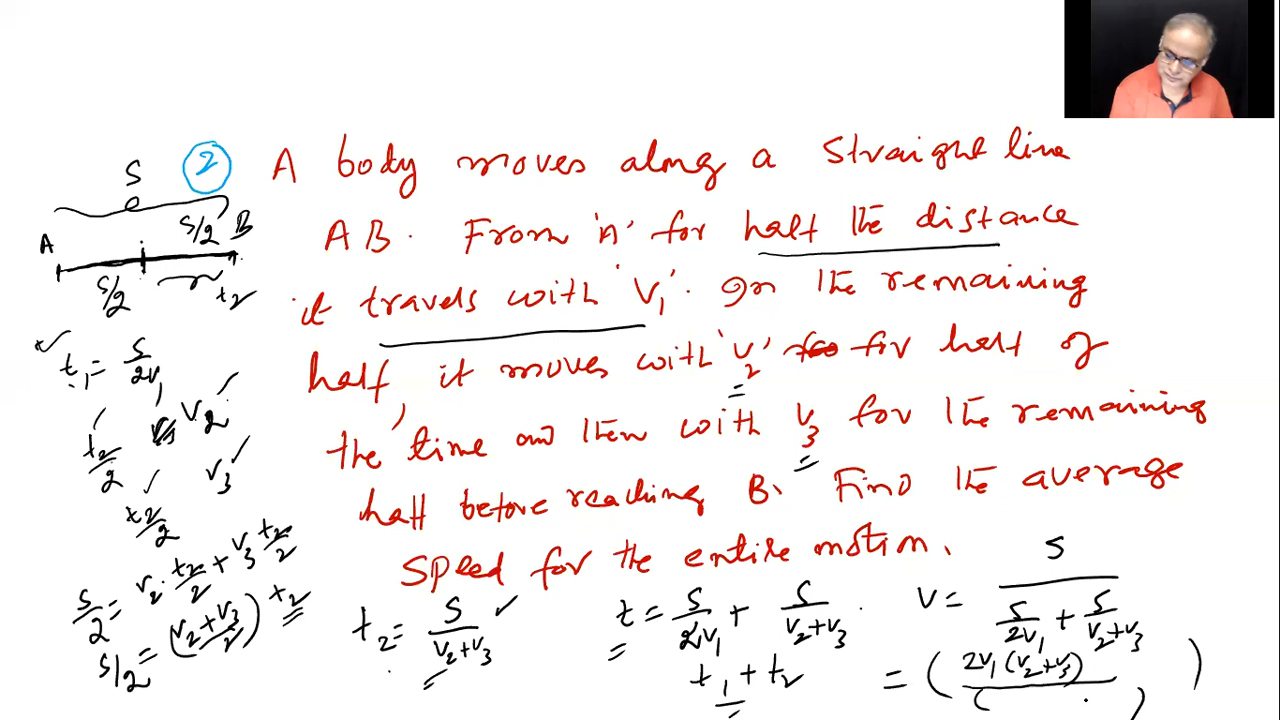 2 A body moves along a straight line
AB. From 'A' for half the distance
it travels with 'V₁'. In the remaining
half, it moves with 'V₂' for half of
the time and then with V₃ for the remaining
half before reaching B. Find the average
speed for the entire motion.
S
A S/2 S/2 B
t₂
t₁ = S/2V₁
t₂/2 V₂
t₂/2 V₃
S/2 = V₂ · t₂/2 + V₃ t₂/2
S/2 = (V₂+V₃/2) t₂
t₂ = S/V₂+V₃
t = S/2V₁ + S/V₂+V₃
t₁ + t₂
V = S/(S/2V₁ + S/V₂+V₃)
= (2V₁(V₂+V₃)/( ))